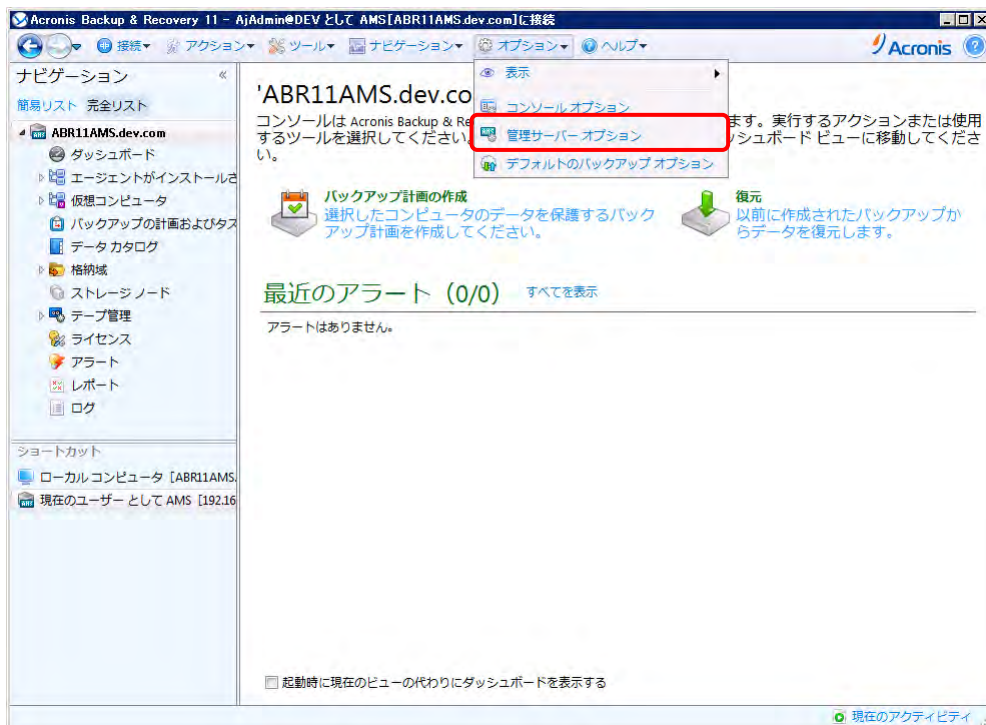 Acronis Backup & Recovery 11 - AjAdmin@DEV として AMS[ABR11AMS.dev.com]に接続
接続 アクション ツール ナビゲーション オプション ヘルプ Acronis
ナビゲーション
簡易リスト 完全リスト
ABR11AMS.dev.com
ダッシュボード
エージェントがインストールさ
仮想コンピュータ
バックアップの計画およびタス
データ カタログ
格納域
ストレージ ノード
テープ管理
ライセンス
アラート
レポート
ログ
ショートカット
ローカル コンピュータ [ABR11AMS.
現在のユーザー として AMS [192.16
表示
コンソール オプション
管理サーバー オプション
デフォルトのバックアップ オプション
'ABR11AMS.dev.co
コンソールは Acronis Backup & Re ます。実行するアクションまたは使用
するツールを選択してください。 ッシュボード ビューに移動してくださ
い。
バックアップ計画の作成
選択したコンピュータのデータを保護するバック
アップ計画を作成してください。
復元
以前に作成されたバックアップか
らデータを復元します。
最近のアラート (0/0) すべてを表示
アラートはありません。
起動時に現在のビューの代わりにダッシュボードを表示する
現在のアクティビティ